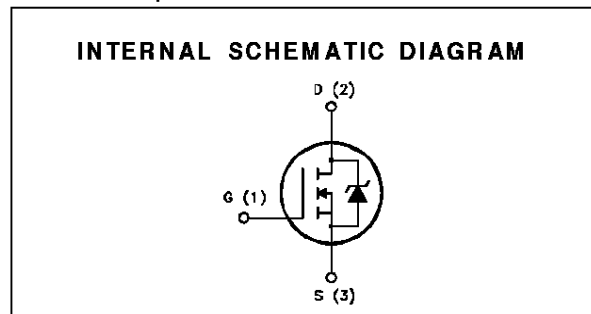 INTERNAL SCHEMATIC DIAGRAM
D (2)
G (1)
S (3)